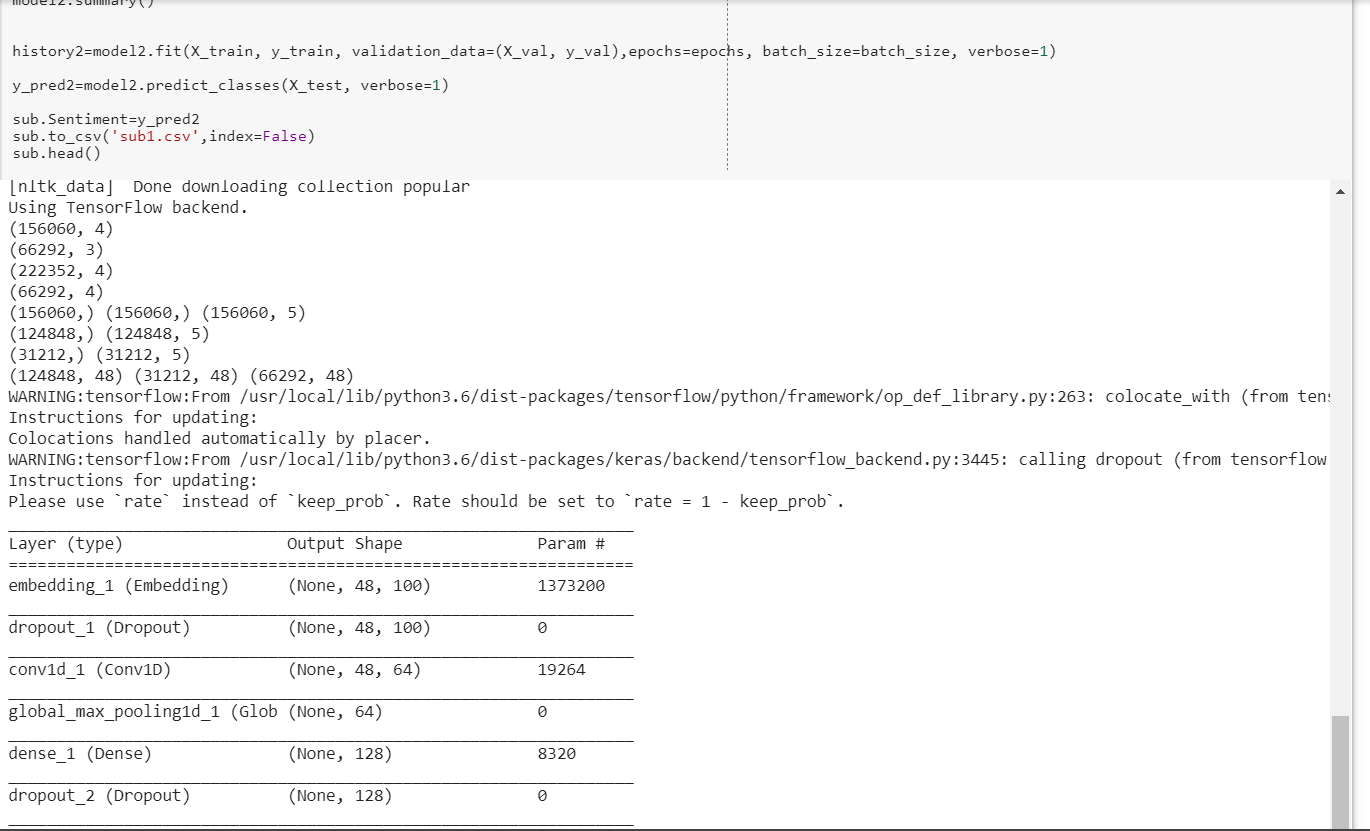 model2.summary()
history2=model2.fit(X_train, y_train, validation_data=(X_val, y_val),epochs=epochs, batch_size=batch_size, verbose=1)
y_pred2=model2.predict_classes(X_test, verbose=1)
sub.Sentiment=y_pred2
sub.to_csv('sub1.csv',index=False)
sub.head()
[nltk_data]  Done downloading collection popular
Using TensorFlow backend.
(156060, 4)
(66292, 3)
(222352, 4)
(66292, 4)
(156060,) (156060,) (156060, 5)
(124848,) (124848, 5)
(31212,) (31212, 5)
(124848, 48) (31212, 48) (66292, 48)
WARNING:tensorflow:From /usr/local/lib/python3.6/dist-packages/tensorflow/python/framework/op_def_library.py:263: colocate_with (from tens
Instructions for updating:
Colocations handled automatically by placer.
WARNING:tensorflow:From /usr/local/lib/python3.6/dist-packages/keras/backend/tensorflow_backend.py:3445: calling dropout (from tensorflow
Instructions for updating:
Please use `rate` instead of `keep_prob`. Rate should be set to `rate = 1 - keep_prob`.
_________________________________________________________________
Layer (type)                 Output Shape              Param #
=================================================================
embedding_1 (Embedding)      (None, 48, 100)           1373200
_________________________________________________________________
dropout_1 (Dropout)          (None, 48, 100)           0
_________________________________________________________________
conv1d_1 (Conv1D)            (None, 48, 64)            19264
_________________________________________________________________
global_max_pooling1d_1 (Glob (None, 64)                0
_________________________________________________________________
dense_1 (Dense)              (None, 128)               8320
_________________________________________________________________
dropout_2 (Dropout)          (None, 128)               0
_________________________________________________________________